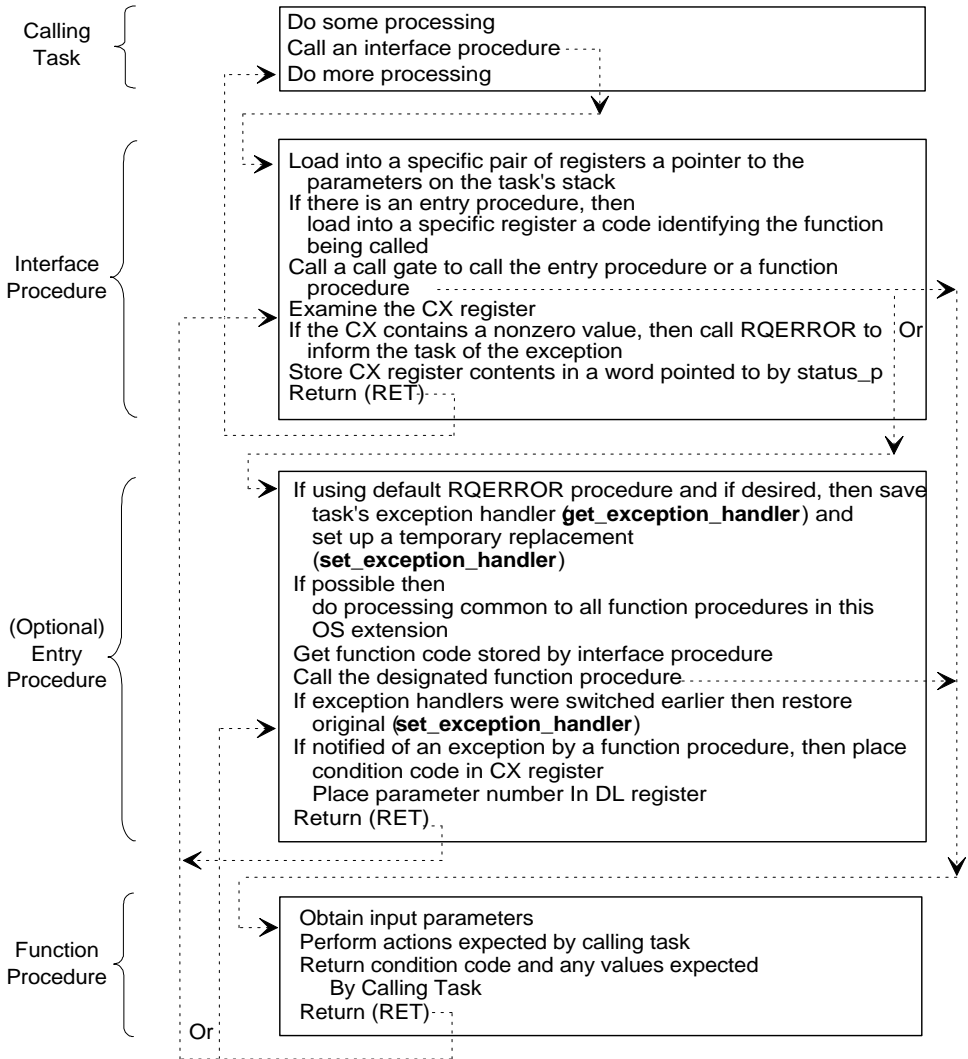 Calling
Task
Do some processing
Call an interface procedure
Do more processing
Interface
Procedure
Load into a specific pair of registers a pointer to the
parameters on the task's stack
If there is an entry procedure, then
load into a specific register a code identifying the function
being called
Call a call gate to call the entry procedure or a function
procedure
Examine the CX register
If the CX contains a nonzero value, then call RQERROR to
inform the task of the exception
Store CX register contents in a word pointed to by status_p
Return (RET)
Or
(Optional)
Entry
Procedure
If using default RQERROR procedure and if desired, then save
task's exception handler (get_exception_handler) and
set up a temporary replacement
(set_exception_handler)
If possible then
do processing common to all function procedures in this
OS extension
Get function code stored by interface procedure
Call the designated function procedure
If exception handlers were switched earlier then restore
original (set_exception_handler)
If notified of an exception by a function procedure, then place
condition code in CX register
Place parameter number In DL register
Return (RET)
Function
Procedure
Obtain input parameters
Perform actions expected by calling task
Return condition code and any values expected
By Calling Task
Return (RET)
Or